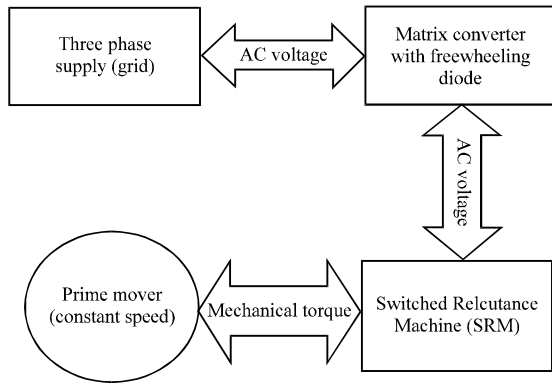 Three phase
supply (grid)
AC voltage
Matrix converter
with freewheeling
diode
AC voltage
Prime mover
(constant speed)
Mechanical torque
Switched Relcutance
Machine (SRM)